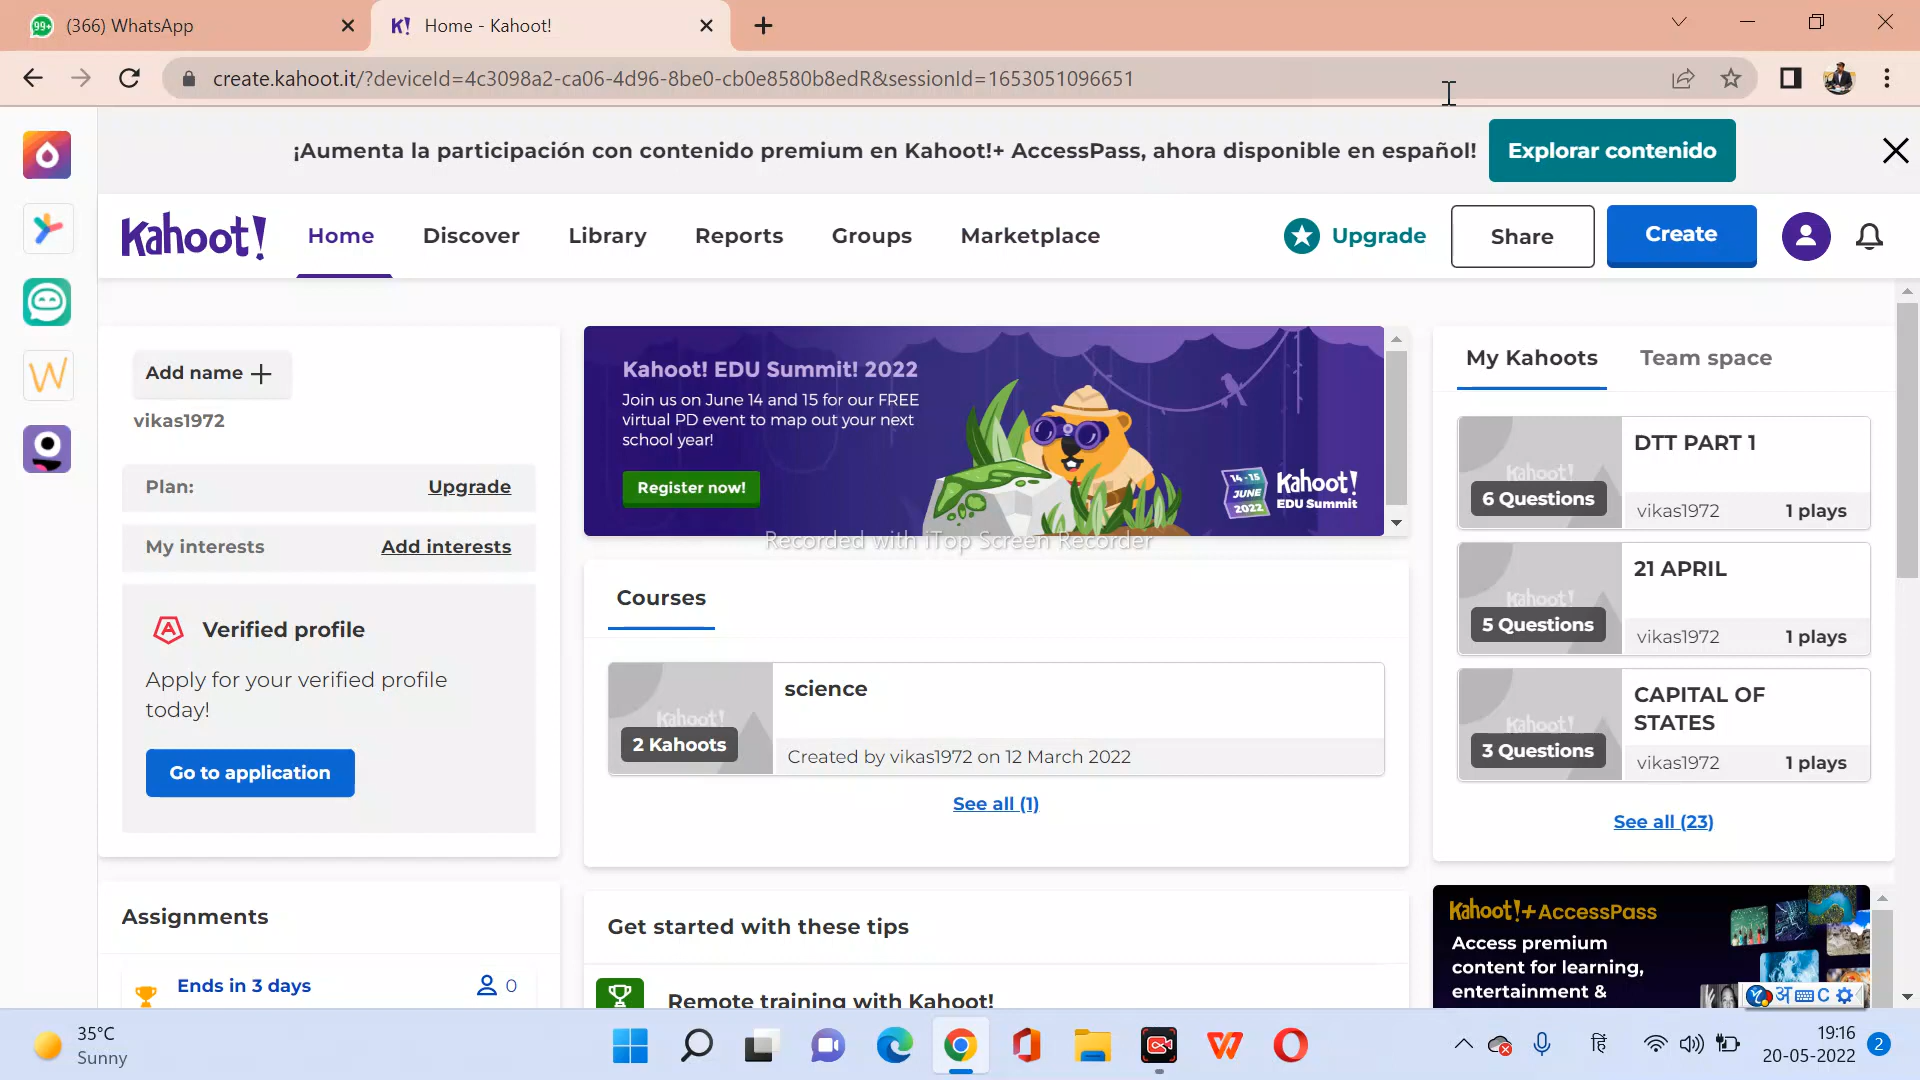 99+ (366) WhatsApp
K! Home - Kahoot!
create.kahoot.it/?deviceId=4c3098a2-ca06-4d96-8be0-cb0e8580b8edR&sessionId=1653051096651
¡Aumenta la participación con contenido premium en Kahoot!+ AccessPass, ahora disponible en español! Explorar contenido
Kahoot! Home Discover Library Reports Groups Marketplace Upgrade Share Create
Add name
vikas1972
Plan: Upgrade
My interests Add interests
Verified profile
Apply for your verified profile
today!
Go to application
Assignments
Ends in 3 days 0
Kahoot! EDU Summit! 2022
Join us on June 14 and 15 for our FREE
virtual PD event to map out your next
school year!
Register now!
14-15
JUNE
2022
Kahoot!
EDU Summit
Recorded with iTop Screen Recorder
Courses
science
Kahoot!
2 Kahoots
Created by vikas1972 on 12 March 2022
See all (1)
Get started with these tips
Remote training with Kahoot!
My Kahoots Team space
DTT PART 1
Kahoot!
6 Questions
vikas1972 1 plays
21 APRIL
Kahoot!
5 Questions
vikas1972 1 plays
CAPITAL OF
STATES
Kahoot!
3 Questions
vikas1972 1 plays
See all (23)
Kahoot!+ AccessPass
Access premium
content for learning,
entertainment &
अ C
35°C
Sunny
हिं
19:16
20-05-2022
2